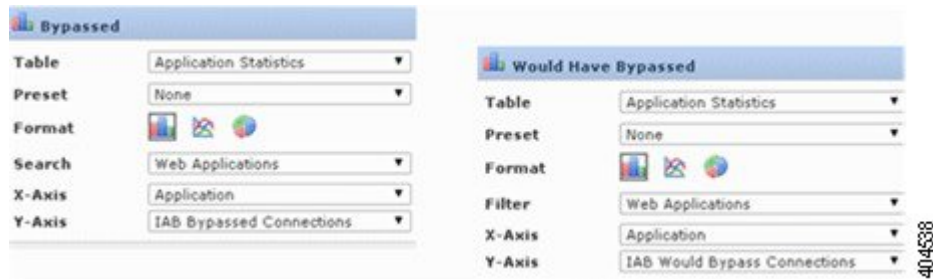 Bypassed
Table Application Statistics
Preset None
Format
Search Web Applications
X-Axis Application
Y-Axis IAB Bypassed Connections
Would Have Bypassed
Table Application Statistics
Preset None
Format
Filter Web Applications
X-Axis Application
Y-Axis IAB Would Bypass Connections
404538